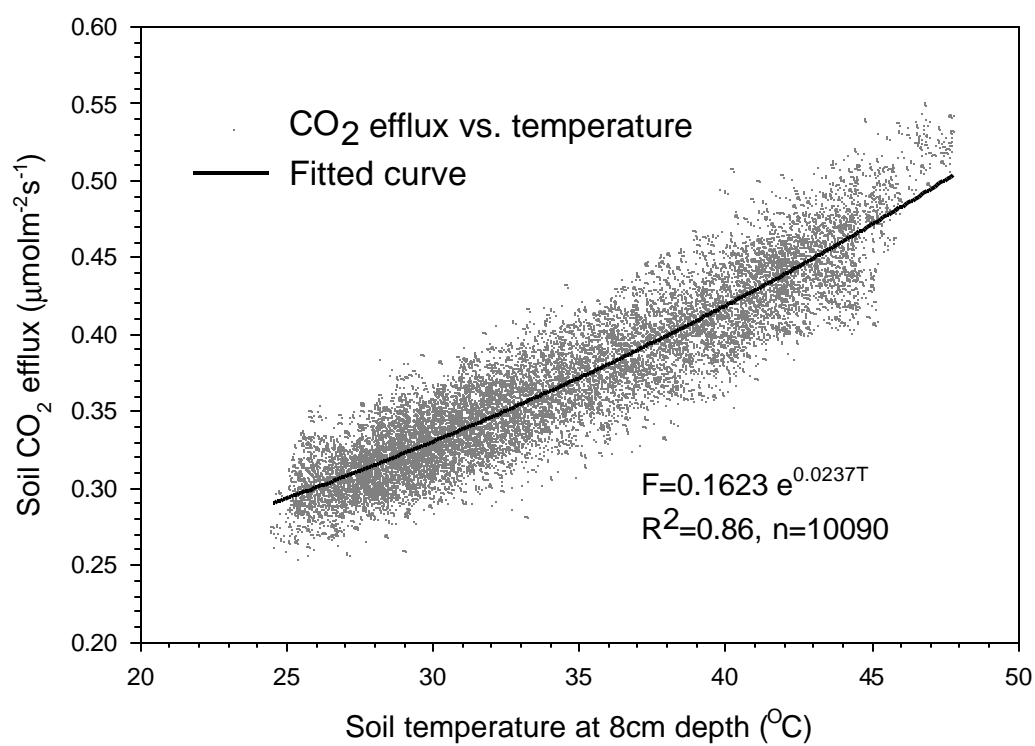 0.60
0.55
0.50
0.45
0.40
0.35
0.30
0.25
0.20
Soil CO₂ efflux (μmolm⁻²s⁻¹)
CO₂ efflux vs. temperature
Fitted curve
F=0.1623 e^0.0237T
R²=0.86, n=10090
20 25 30 35 40 45 50
Soil temperature at 8cm depth (ᴼC)